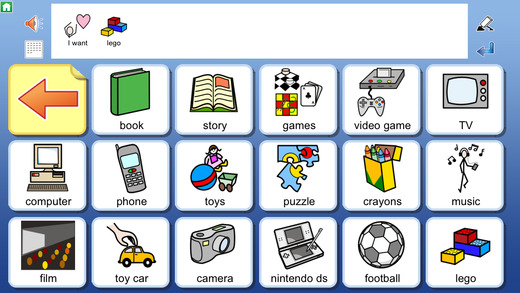 I want
lego
book
story
games
video game
TV
computer
phone
toys
puzzle
crayons
music
film
toy car
camera
nintendo ds
football
lego